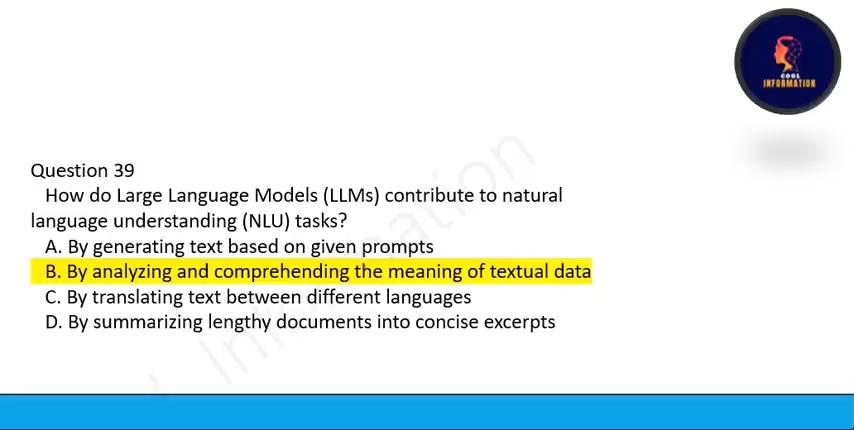 COOL
INFORMATION
Question 39
How do Large Language Models (LLMs) contribute to natural
language understanding (NLU) tasks?
A. By generating text based on given prompts
B. By analyzing and comprehending the meaning of textual data
C. By translating text between different languages
D. By summarizing lengthy documents into concise excerpts
Information